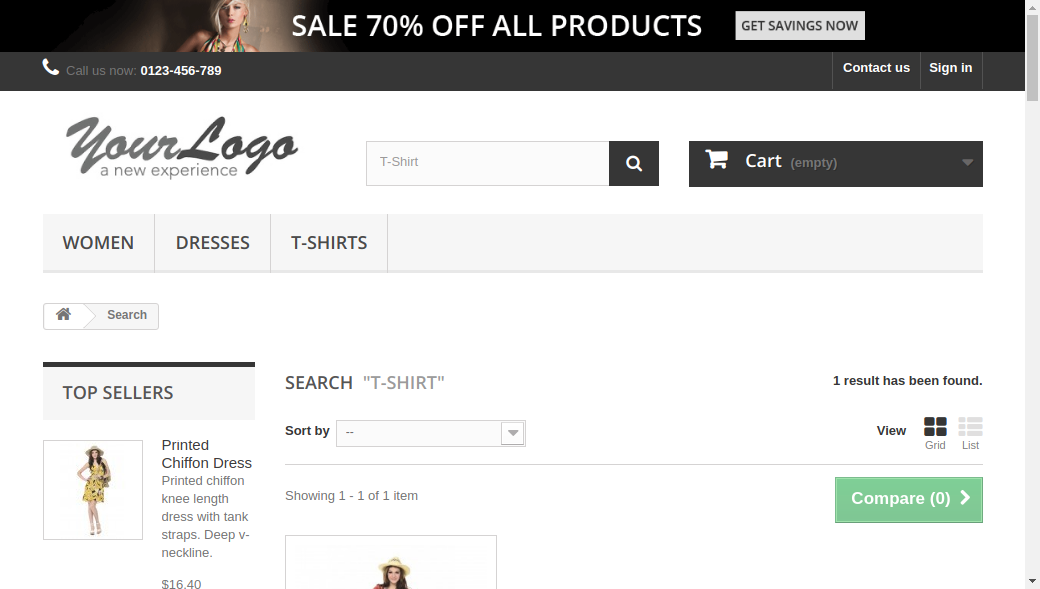 SALE 70% OFF ALL PRODUCTS GET SAVINGS NOW
Call us now: 0123-456-789 Contact us Sign in
YourLogo
a new experience
T-Shirt
Cart (empty)
WOMEN DRESSES T-SHIRTS
Search
TOP SELLERS
Printed
Chiffon Dress
Printed chiffon
knee length
dress with tank
straps. Deep v-
neckline.
$16.40
SEARCH "T-SHIRT" 1 result has been found.
Sort by -- View Grid List
Showing 1 - 1 of 1 item Compare (0)